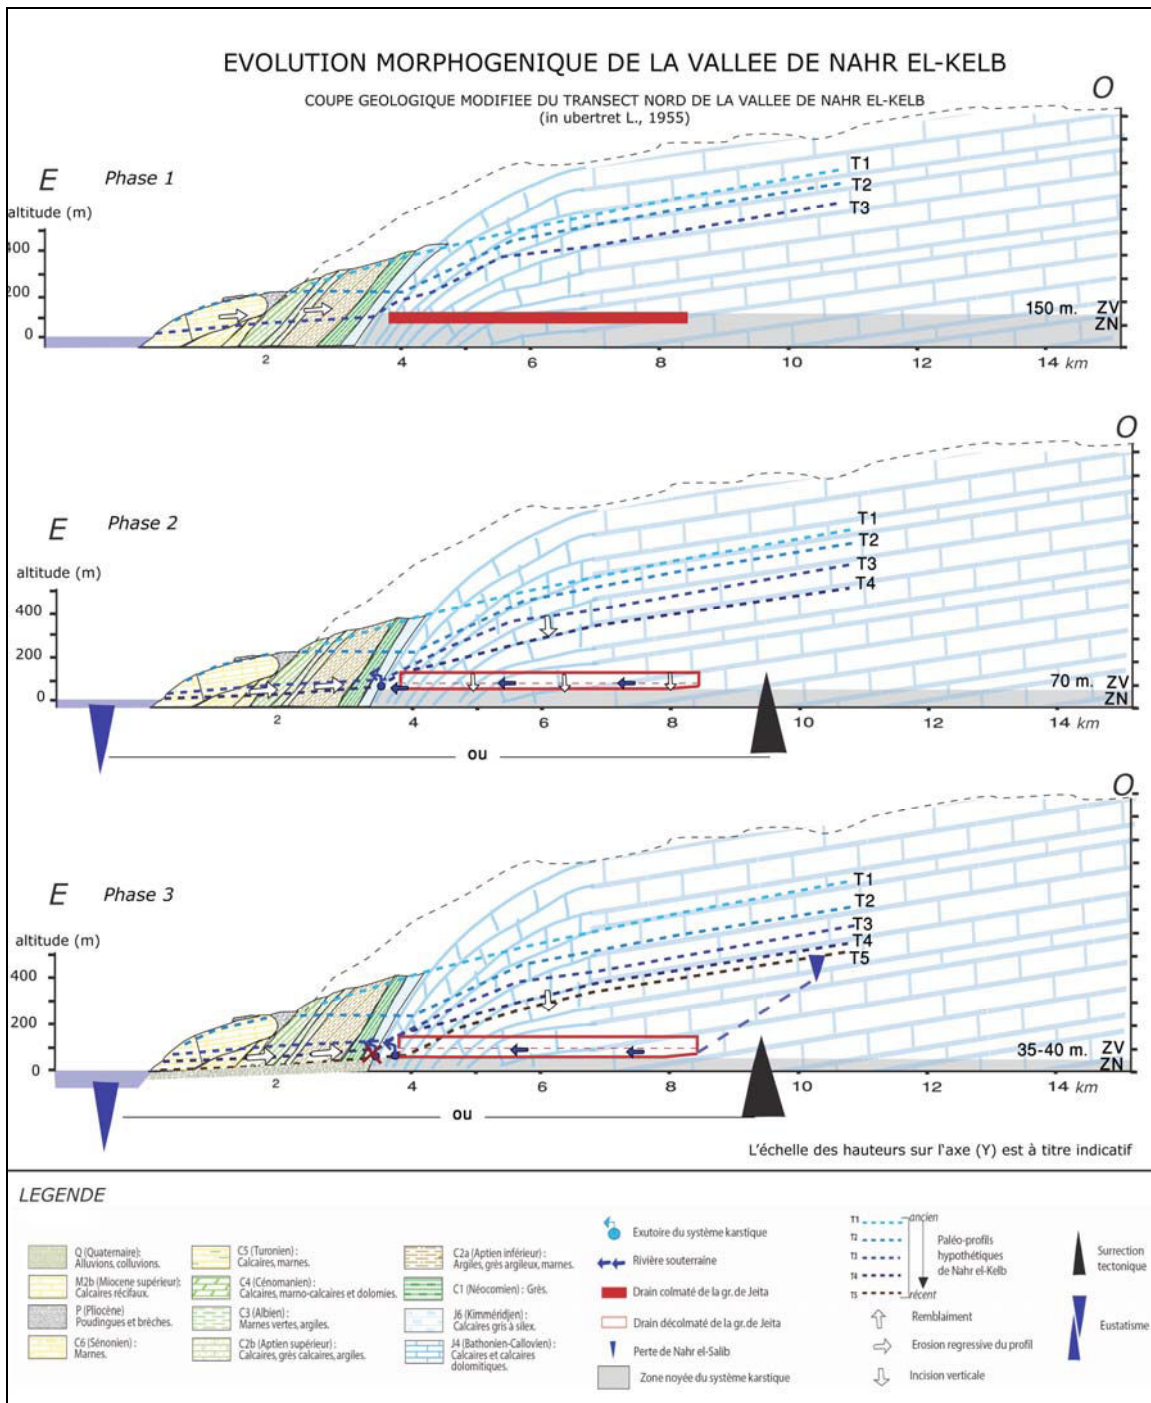 EVOLUTION MORPHOGENIQUE DE LA VALLEE DE NAHR EL-KELB
COUPE GEOLOGIQUE MODIFIEE DU TRANSECT NORD DE LA VALLEE DE NAHR EL-KELB
(in ubertret L., 1955)
O
E Phase 1
altitude (m)
400
200
0
T1
T2
T3
150 m. ZV
ZN
2 4 6 8 10 12 14 km
O
E Phase 2
altitude (m)
400
200
0
T1
T2
T3
T4
70 m. ZV
ZN
2 4 6 8 10 12 14 km
ou
O
E Phase 3
altitude (m)
400
200
0
T1
T2
T3
T4
T5
35-40 m. ZV
ZN
2 4 6 8 10 12 14 km
ou
L'échelle des hauteurs sur l'axe (Y) est à titre indicatif
LEGENDE
Q (Quaternaire):
Alluvions, colluvions.
M2b (Miocene supérieur):
Calcaires récifaux.
P (Pliocène)
Poudingues et brèches.
C6 (Sénonien) :
Marnes.
C5 (Turonien) :
Calcaires, marnes.
C4 (Cénomanien) :
Calcaires, marno-calcaires et dolomies.
C3 (Albien) :
Marnes vertes, argiles.
C2b (Aptien supérieur) :
Calcaires, grès calcaires, argiles.
C2a (Aptien inférieur) :
Argiles, grès argileux, marnes.
C1 (Néocomien) : Grès.
J6 (Kimméridjen) :
Calcaires gris à silex.
J4 (Bathonien-Callovien) :
Calcaires et calcaires
dolomitiques.
Exutoire du système karstique
Rivière souterraine
Drain colmaté de la gr. de Jeita
Drain décolmaté de la gr. de Jeita
Perte de Nahr el-Salib
Zone noyée du système karstique
T1
T2
T3
T4
T5
ancien
récent
Paléo-profils
hypothétiques
de Nahr el-Kelb
Remblaiment
Erosion regressive du profil
Incision verticale
Surrection
tectonique
Eustatisme